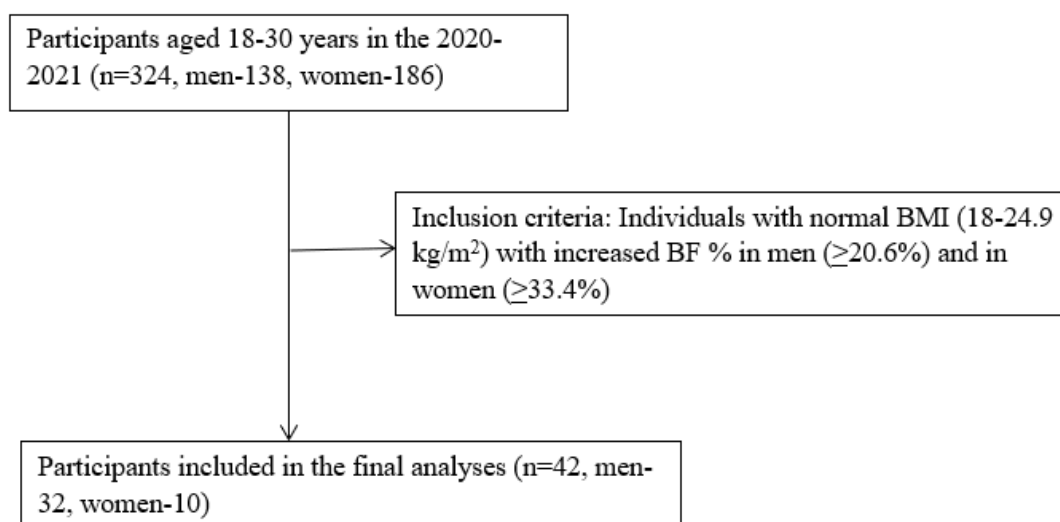 Participants aged 18-30 years in the 2020-
2021 (n=324, men-138, women-186)
Inclusion criteria: Individuals with normal BMI (18-24.9
kg/m²) with increased BF % in men (≥20.6%) and in
women (≥33.4%)
Participants included in the final analyses (n=42, men-
32, women-10)